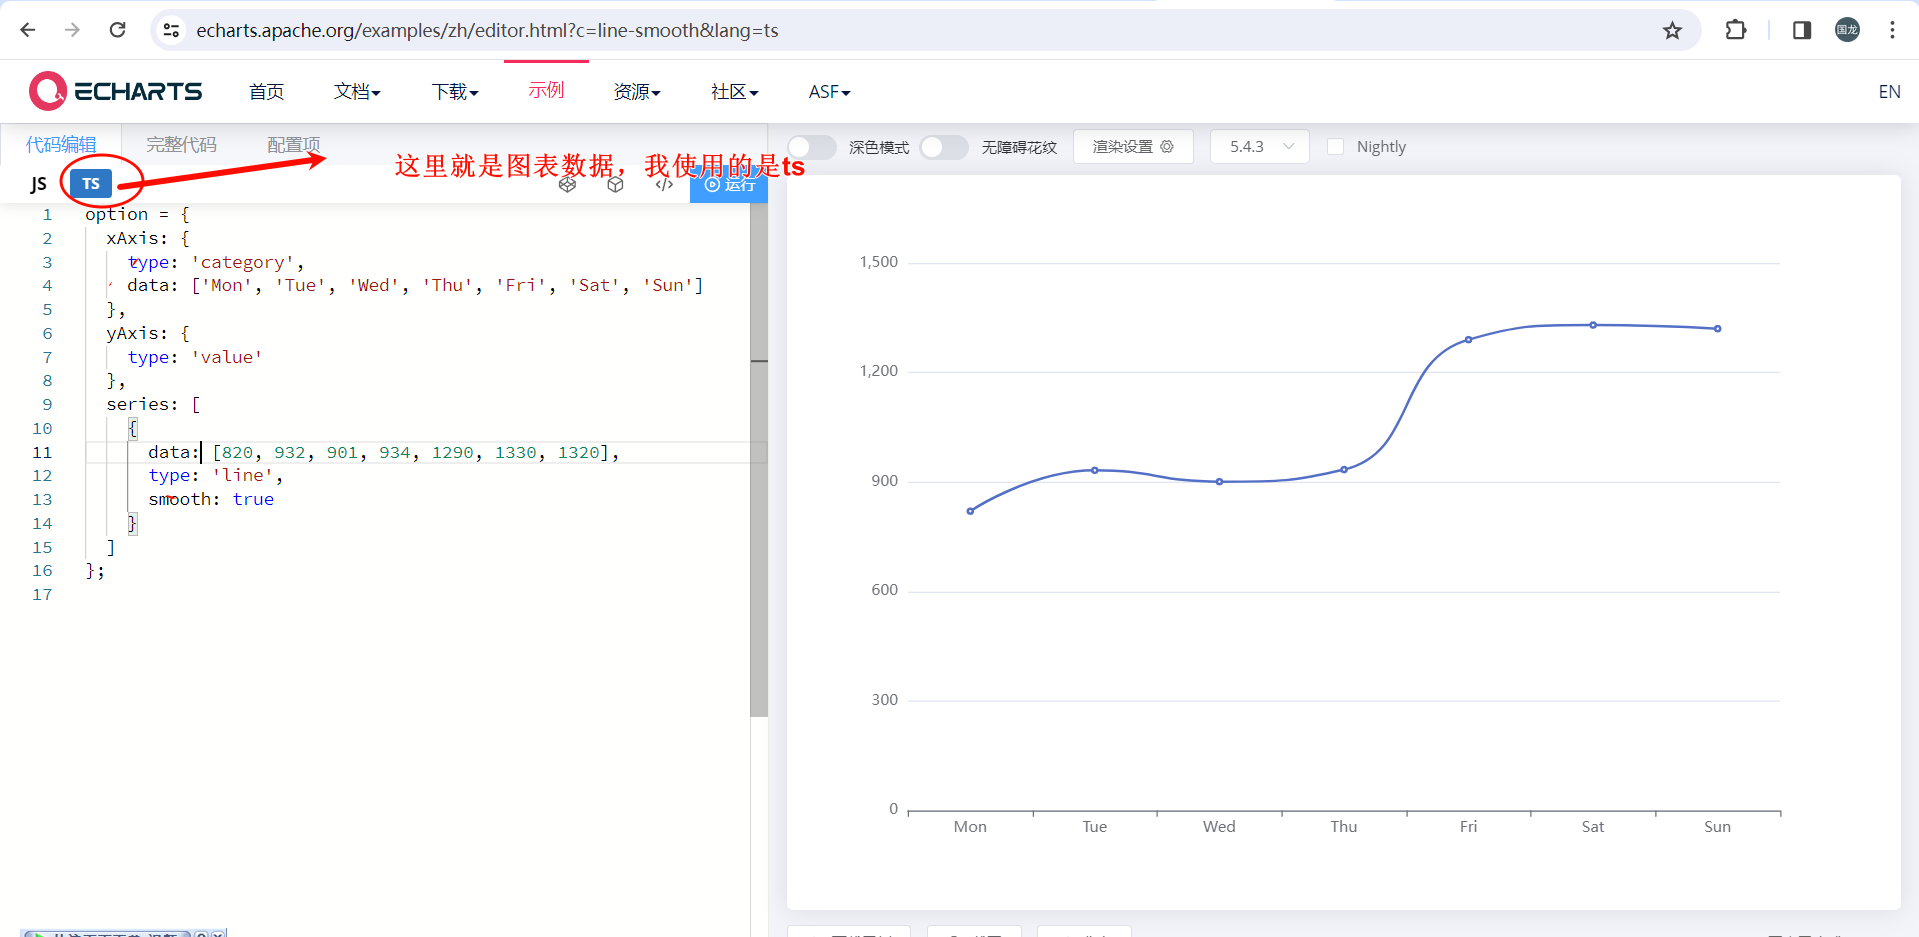 echarts.apache.org/examples/zh/editor.html?c=line-smooth&lang=ts
国龙
ECHARTS 首页 文档 下载 示例 资源 社区 ASF EN
代码编辑 完整代码 配置项
深色模式 无障碍花纹 渲染设置 5.4.3 Nightly
这里就是图表数据，我使用的是ts
JS TS </> 运行
1 option = {
2 xAxis: {
3 type: 'category',
4 data: ['Mon', 'Tue', 'Wed', 'Thu', 'Fri', 'Sat', 'Sun']
5 },
6 yAxis: {
7 type: 'value'
8 },
9 series: [
10 {
11 data: [820, 932, 901, 934, 1290, 1330, 1320],
12 type: 'line',
13 smooth: true
14 }
15 ]
16 };
17
1,500
1,200
900
600
300
0
Mon Tue Wed Thu Fri Sat Sun